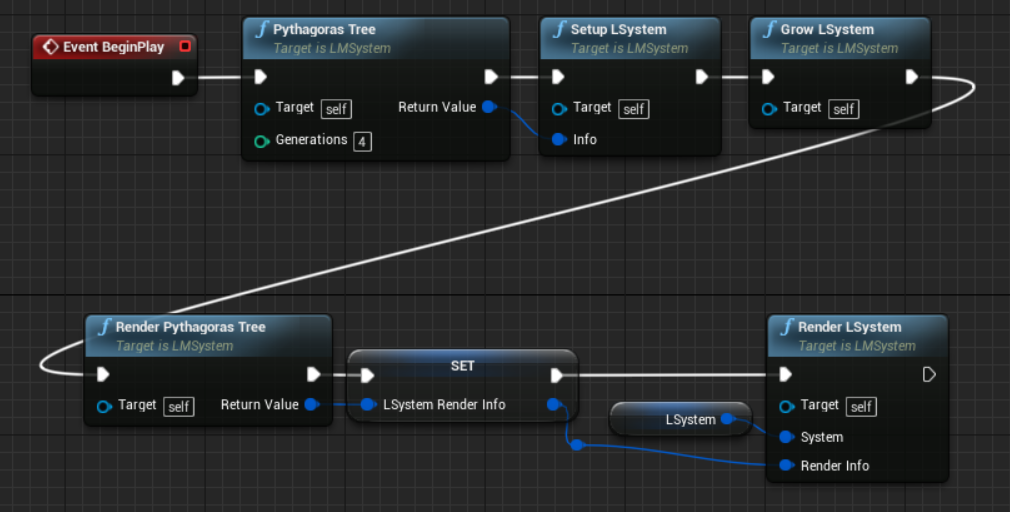 Event BeginPlay
Pythagoras Tree
Target is LMSystem
Target self Return Value
Generations 4
Setup LSystem
Target is LMSystem
Target self
Info
Grow LSystem
Target is LMSystem
Target self
Render Pythagoras Tree
Target is LMSystem
Target self Return Value
SET
LSystem Render Info
LSystem
Render LSystem
Target is LMSystem
Target self
System
Render Info